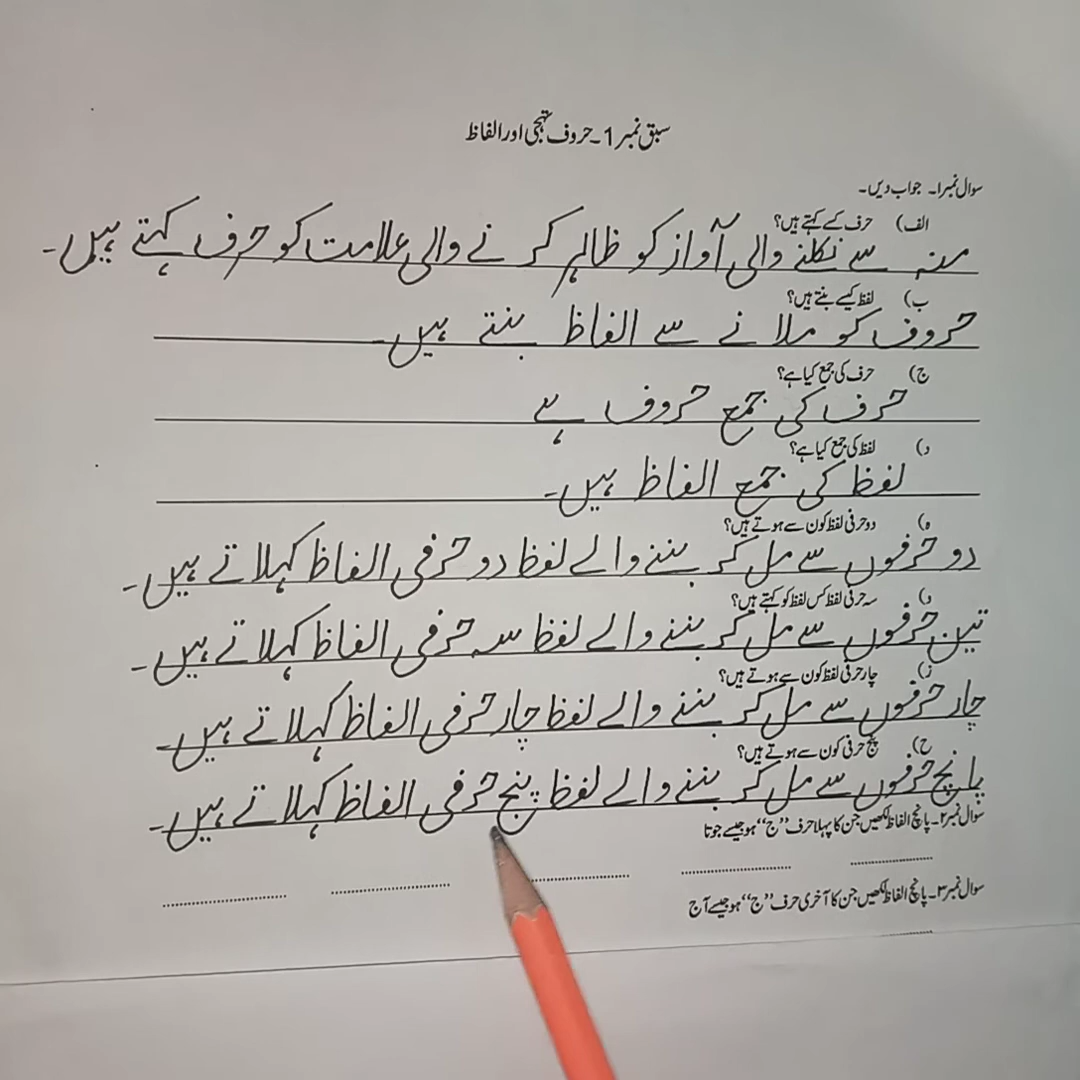 سبق نمبر 1۔ حروف تہجی اور الفاظ
سوال نمبر ۱۔ جواب دیں۔
الف) حرف کسے کہتے ہیں؟
منہ سے نکلنے والی آواز کو ظاہر کرنے والی علامت کو حرف کہتے ہیں۔
ب) لفظ کیسے بنتے ہیں؟
حروف کو ملانے سے الفاظ بنتے ہیں۔
ج) حرف کی جمع کیا ہے؟
حرف کی جمع حروف ہے
د) لفظ کی جمع کیا ہے؟
لفظ کی جمع الفاظ ہیں۔
ہ) دو حرفی لفظ کون سے ہوتے ہیں؟
دو حرفوں سے مل کر بننے والے لفظ دو حرفی الفاظ کہلاتے ہیں۔
و) سہ حرفی لفظ کس لفظ کو کہتے ہیں؟
تین حرفوں سے مل کر بننے والے لفظ سہ حرفی الفاظ کہلاتے ہیں۔
ز) چار حرفی لفظ کون سے ہوتے ہیں؟
چار حرفوں سے مل کر بننے والے لفظ چار حرفی الفاظ کہلاتے ہیں۔
ح) پنج حرفی کون سے ہوتے ہیں؟
پانچ حرفوں سے مل کر بننے والے لفظ پنج حرفی الفاظ کہلاتے ہیں۔
سوال نمبر ۲۔ پانچ الفاظ لکھیں جن کا پہلا حرف ”ج“ ہو جیسے جوتا
سوال نمبر ۳۔ پانچ الفاظ لکھیں جن کا آخری حرف ”ج“ ہو جیسے آج